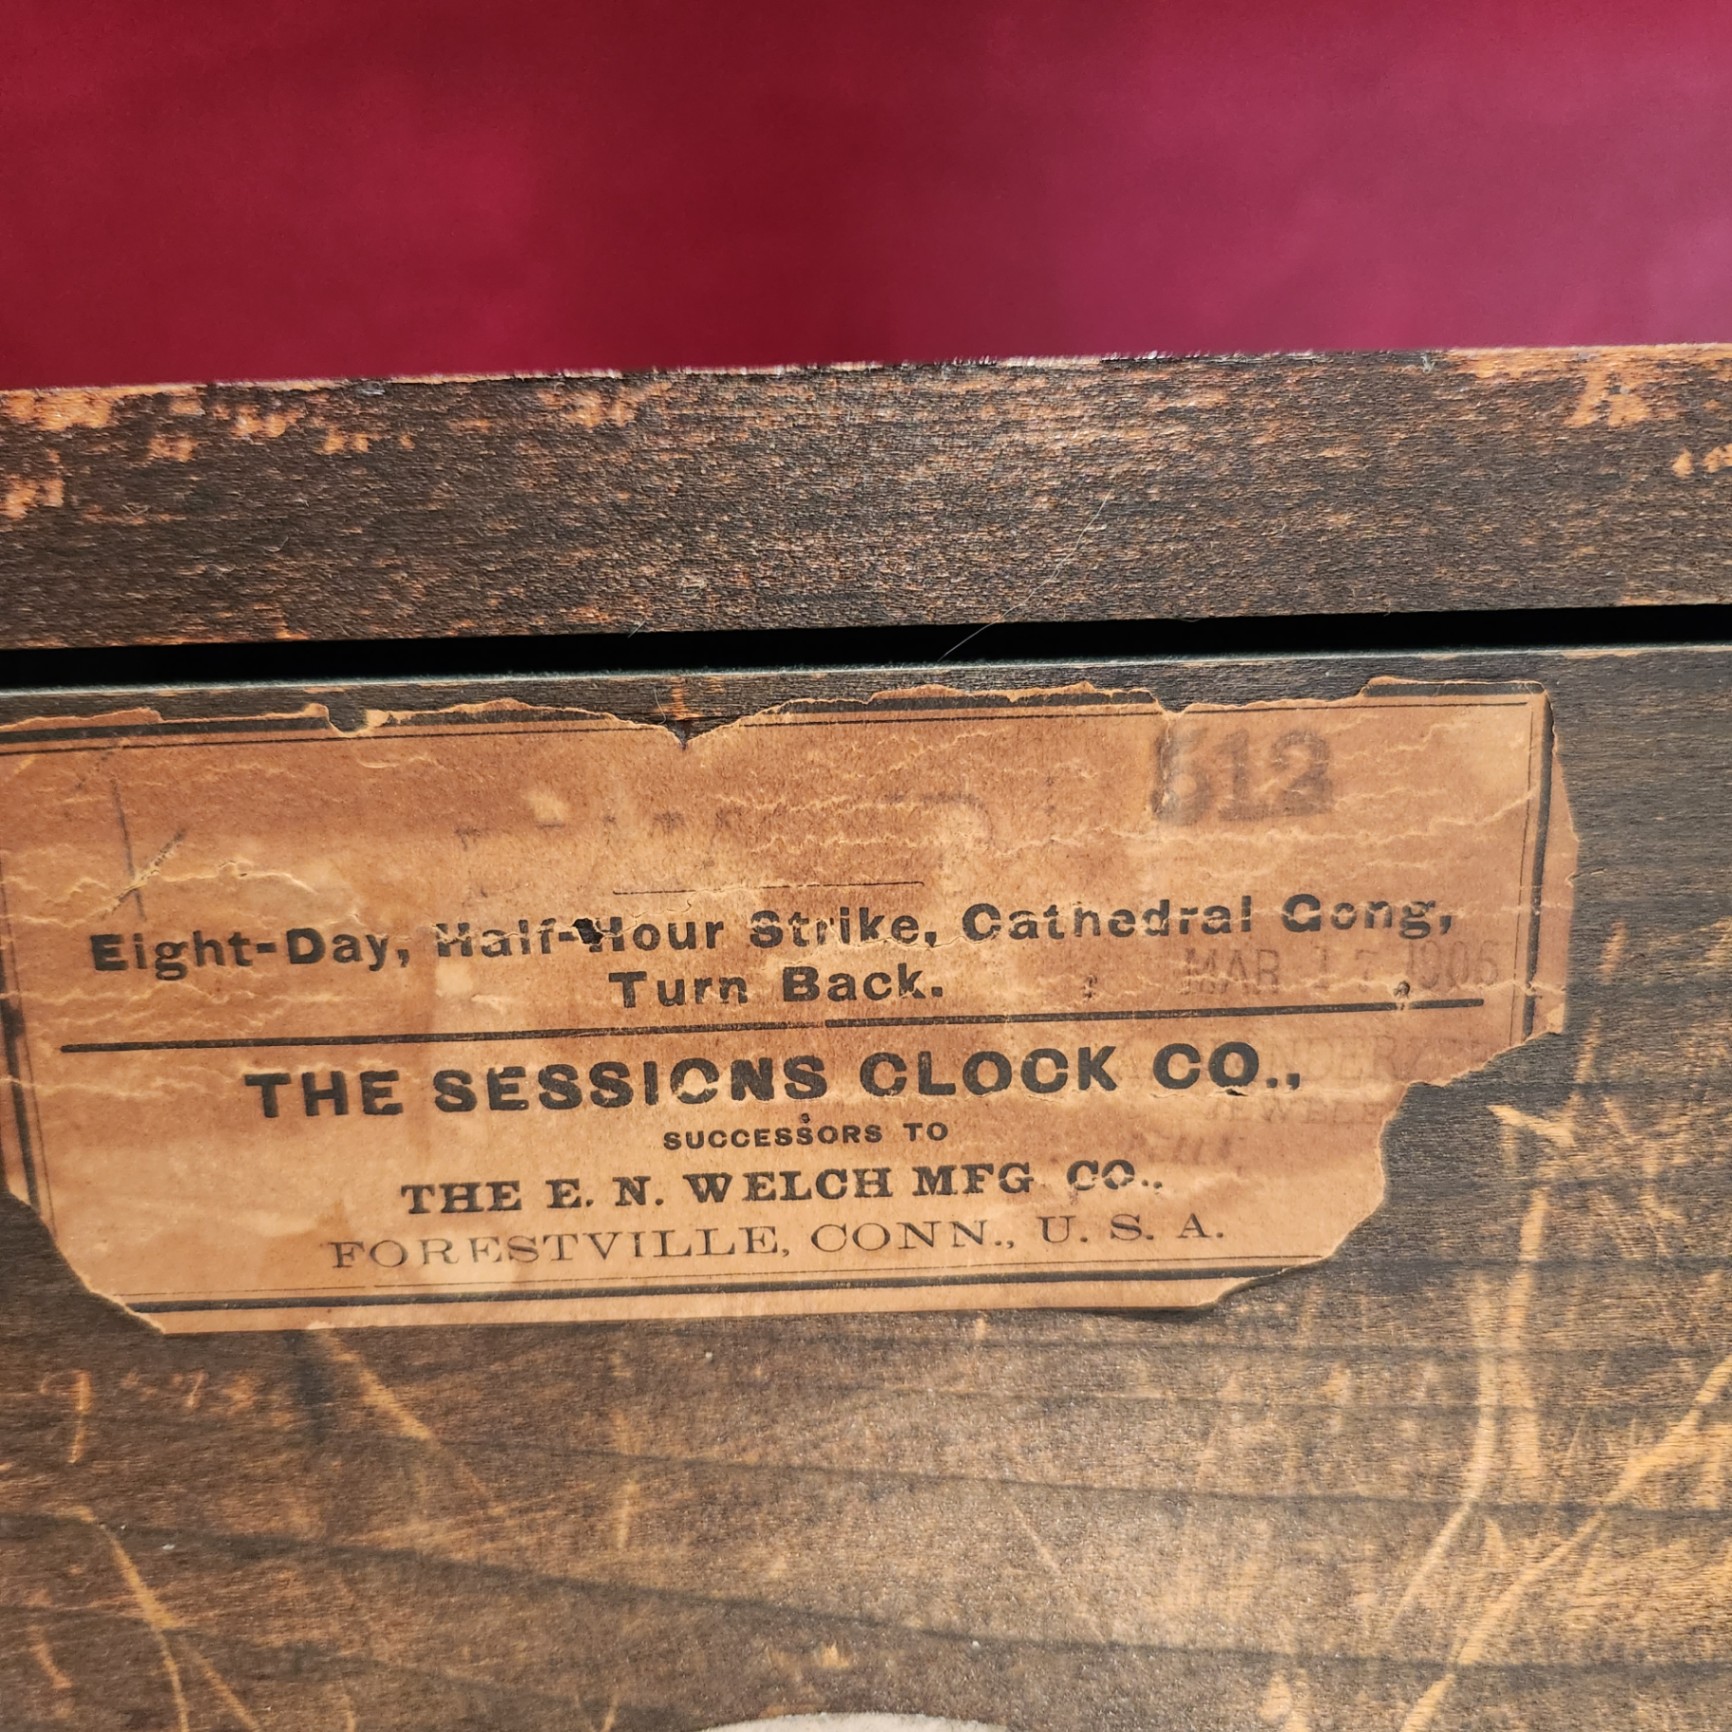 512
Eight-Day, Half-Hour Strike, Cathedral Gong,
Turn Back.
MAR 17 1906
THE SESSIONS CLOCK CO.,
SUCCESSORS TO
THE E. N. WELCH MFG. CO.,
FORESTVILLE, CONN., U. S. A.